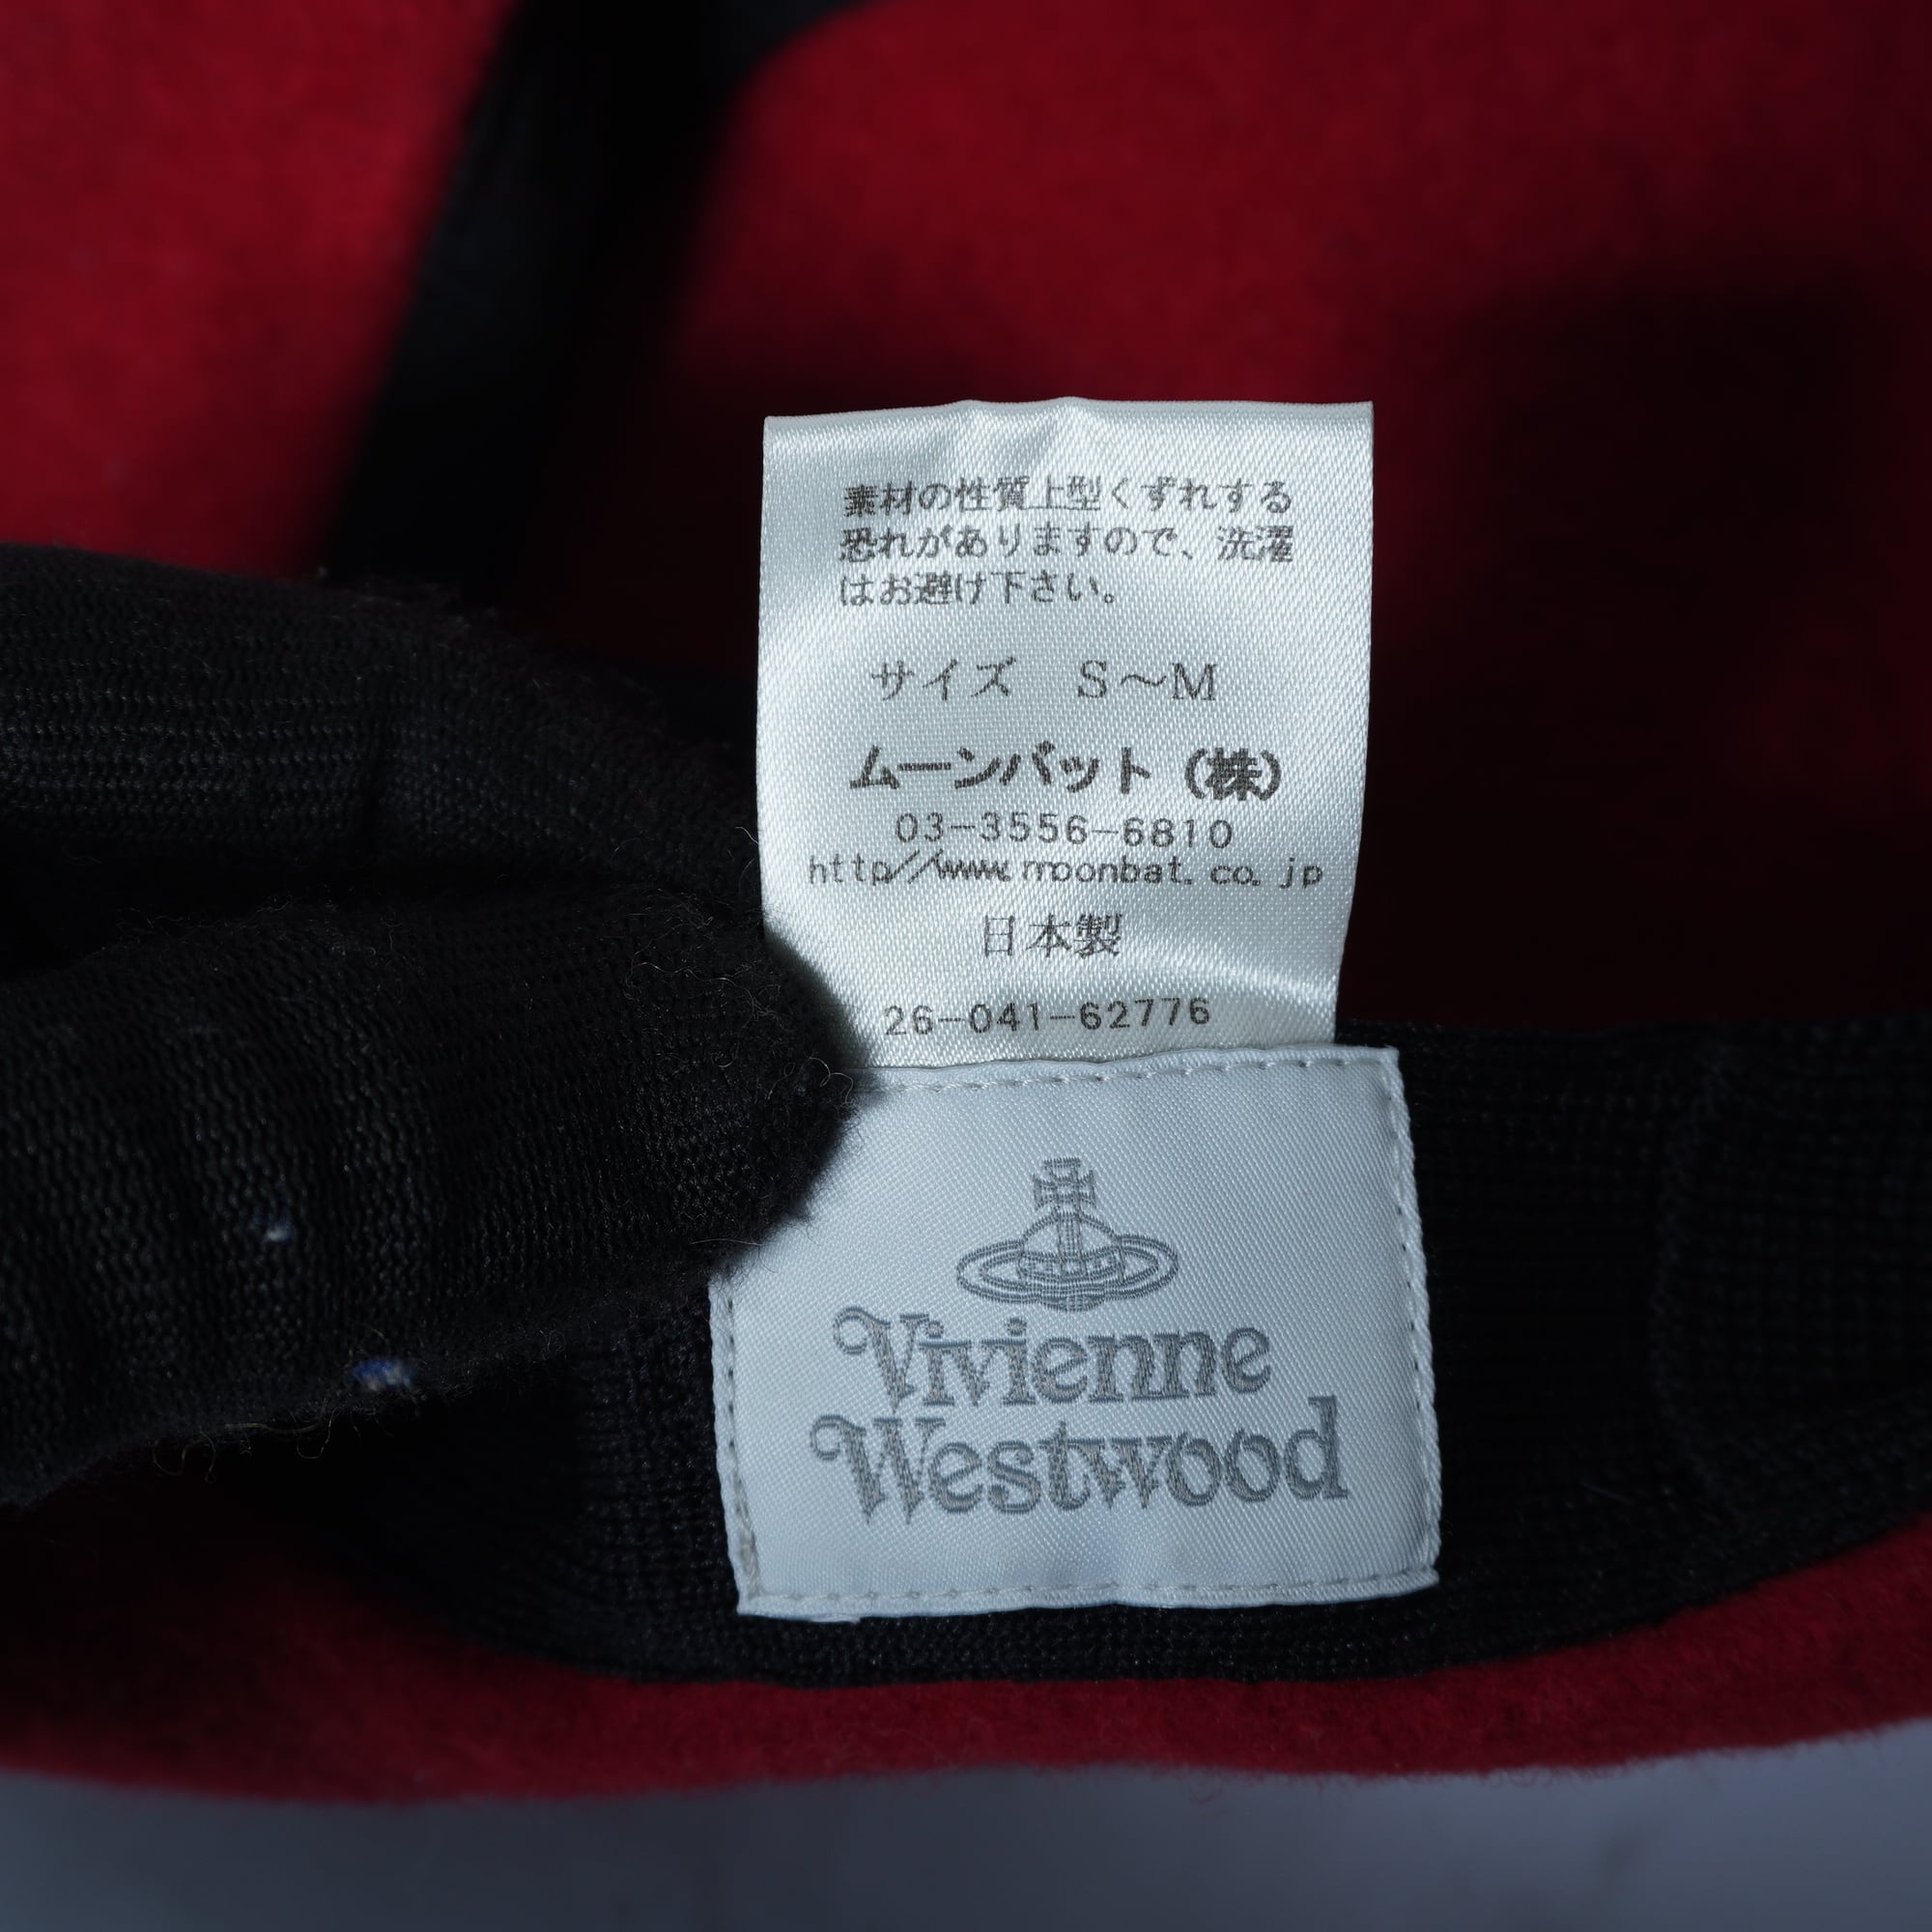 素材の性質上型くずれする
恐れがありますので、洗濯
はお避け下さい。
サイズ S～M
ムーンバット（株）
03-3556-6810
http//www.moonbat.co.jp
日本製
26-041-62776
Vivienne
Westwood